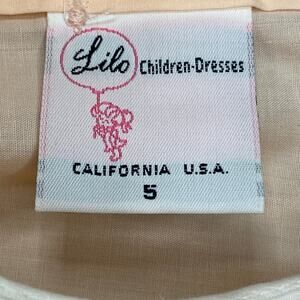 Lilo Children-Dresses
CALIFORNIA U.S.A.
5